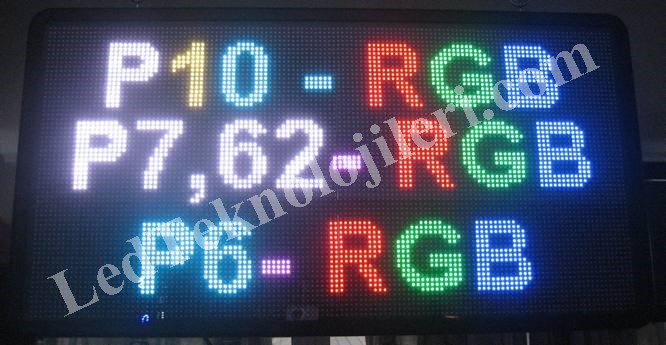 P10 - RGB
P7,62-RGB
P6-RGB
LedTeknolojileri.com